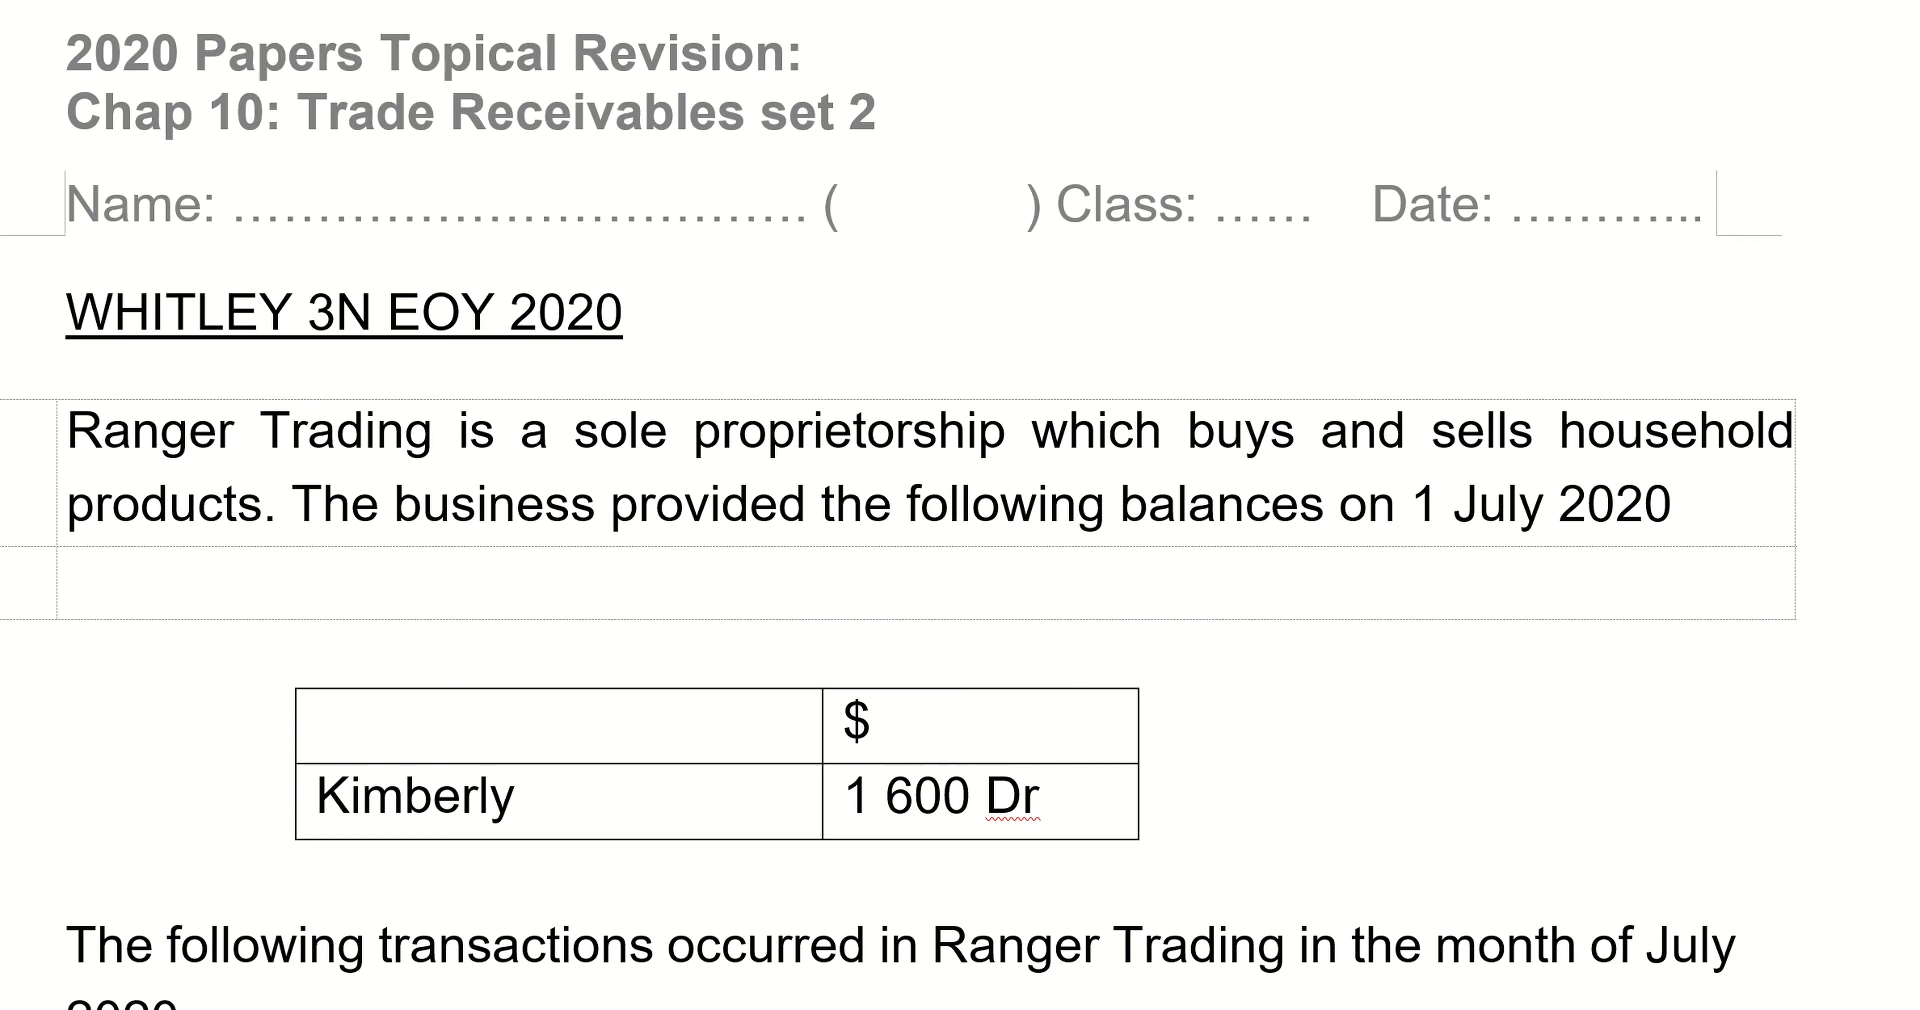 2020 Papers Topical Revision:
Chap 10: Trade Receivables set 2
Name: ……………………………. ( ) Class: …… Date: ………...
WHITLEY 3N EOY 2020
Ranger Trading is a sole proprietorship which buys and sells household
products. The business provided the following balances on 1 July 2020
$
Kimberly 1 600 Dr
The following transactions occurred in Ranger Trading in the month of July
2020